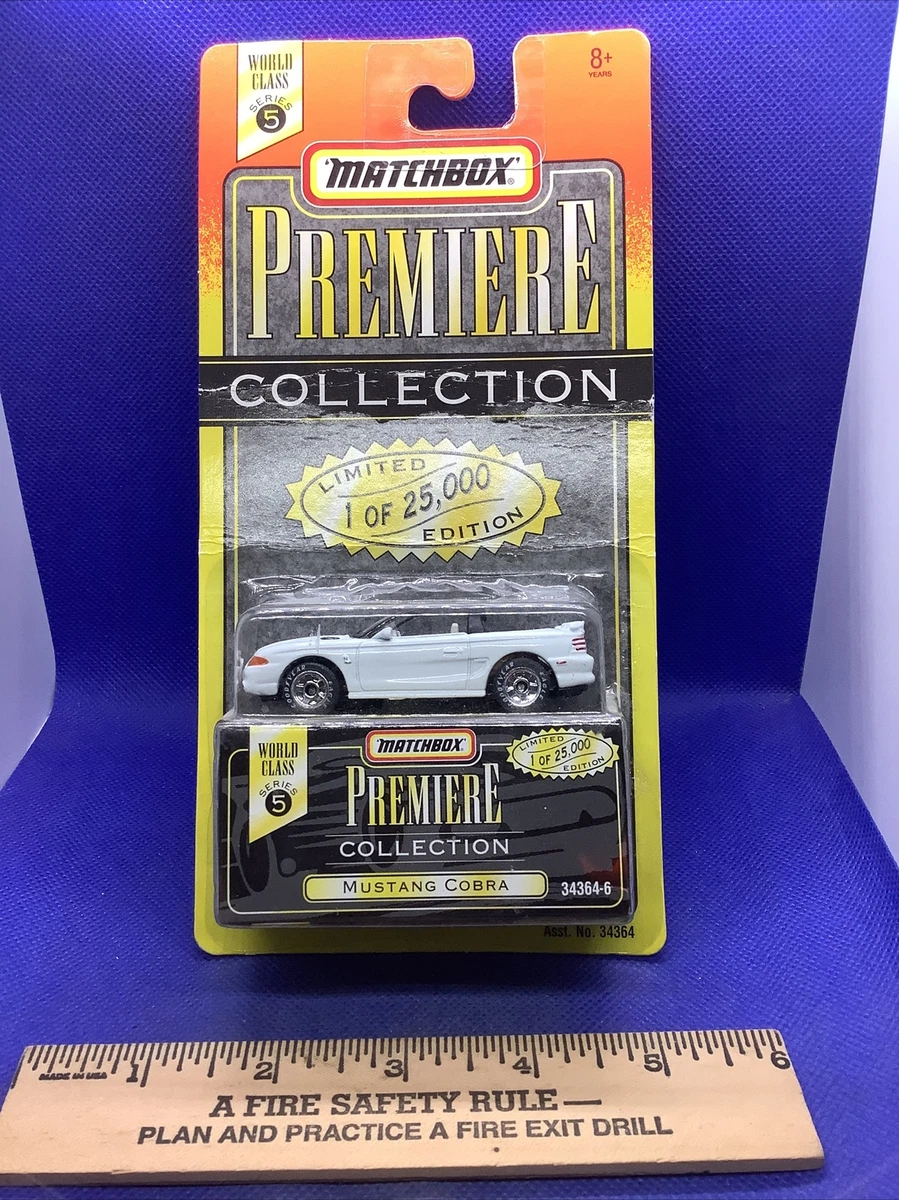 WORLD
CLASS
SERIES
5
8+
YEARS
"MATCHBOX"®
PREMIERE
COLLECTION
LIMITED
1 OF 25,000
EDITION
GOODYEAR
GOODYEAR
WORLD
CLASS
SERIES
5
"MATCHBOX"
PREMIERE
COLLECTION
LIMITED
1 OF 25,000
EDITION
MUSTANG COBRA
34364-6
Asst. No. 34364
1 2 3 4 5 6
MADE IN USA
A FIRE SAFETY RULE—
PLAN AND PRACTICE A FIRE EXIT DRILL